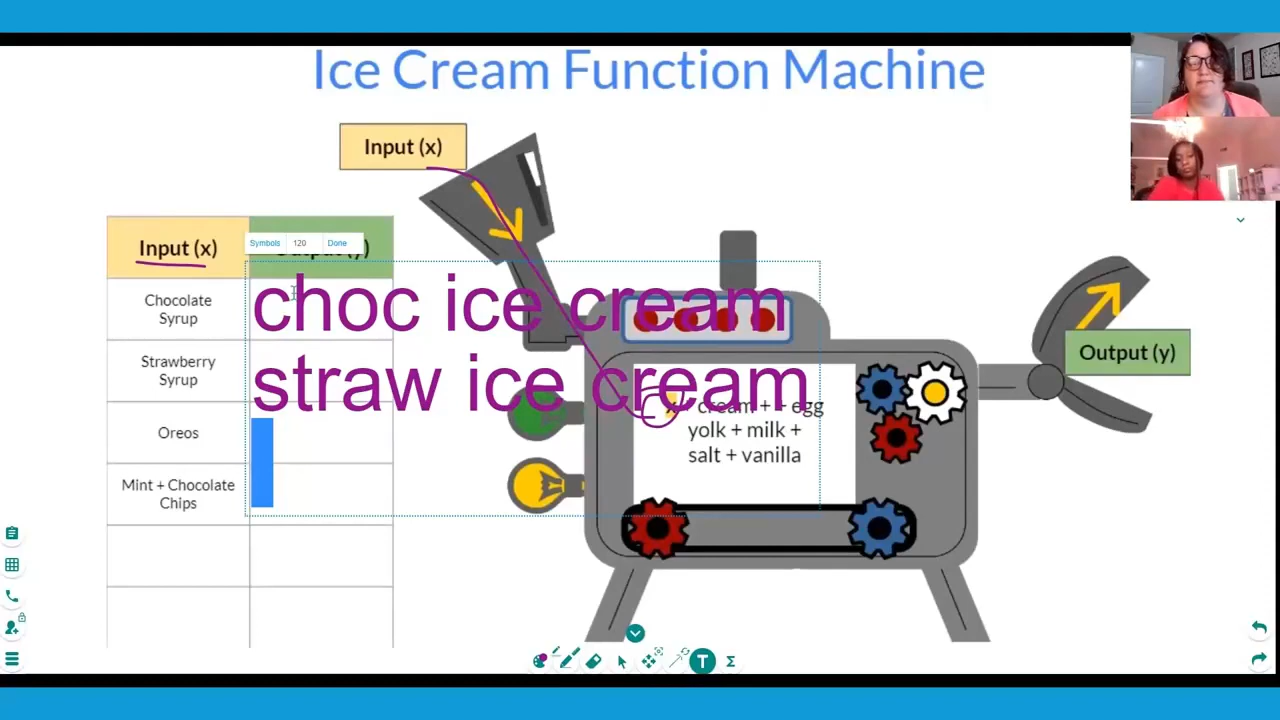 Ice Cream Function Machine
Input (x)
Input (x)
Symbols 120 Done
Chocolate
Syrup
choc ice cream
Strawberry
Syrup
straw ice cream
Oreos
Mint + Chocolate
Chips
x + cream + - egg
yolk + milk +
salt + vanilla
Output (y)
T
Σ